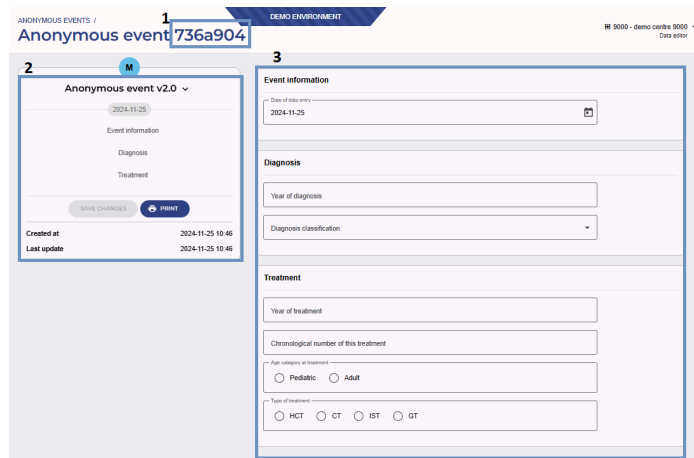 DEMO ENVIRONMENT
ANONYMOUS EVENTS /
1
Anonymous event 736a904
9000 - demo centre 9000
Data editor
2
M
Anonymous event v2.0
2024-11-25
Event information
Diagnosis
Treatment
SAVE CHANGES
PRINT
Created at 2024-11-25 10:46
Last update 2024-11-25 10:46
3
Event information
Date of data entry
2024-11-25
Diagnosis
Year of diagnosis
Diagnosis classification
Treatment
Year of treatment
Chronological number of this treatment
Age category at treatment
Pediatric Adult
Type of treatment
HCT CT IST GT